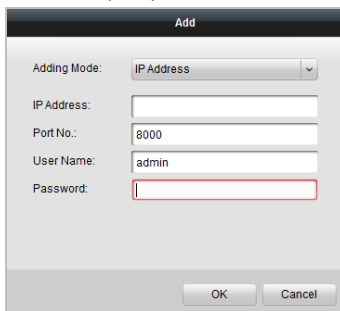 Add
Adding Mode: IP Address
IP Address:
Port No.: 8000
User Name: admin
Password:
OK Cancel